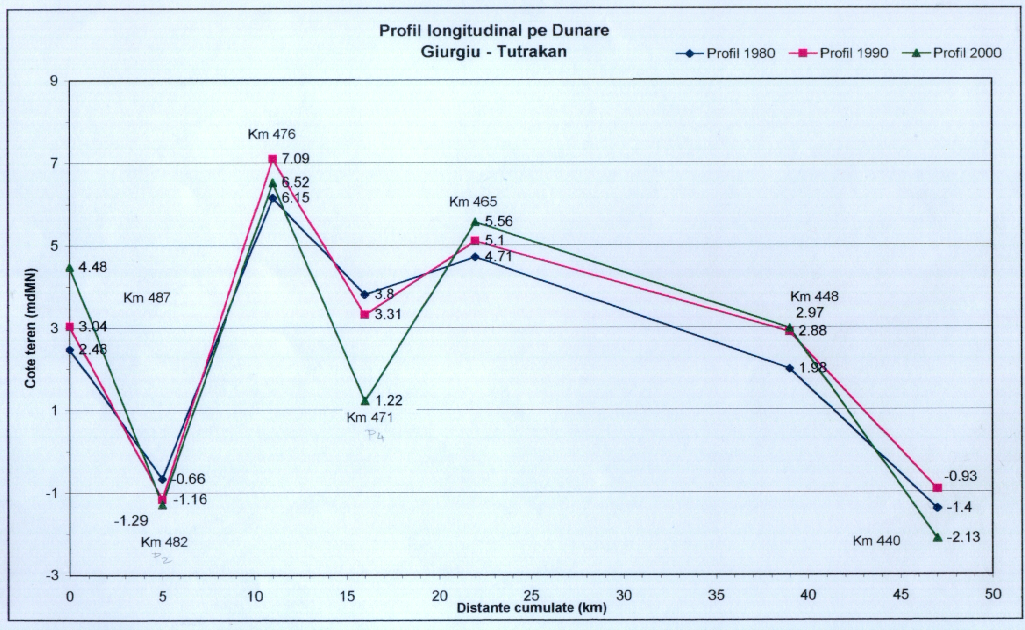 Profil longitudinal pe Dunare
Giurgiu - Tutrakan
Profil 1980
Profil 1990
Profil 2000
Cote teren (mdMN)
9
7
5
3
1
-1
-3
Km 476
7.09
6.52
6.15
Km 465
5.56
5.1
4.71
4.48
Km 487
3.04
2.48
3.8
3.31
Km 448
2.97
2.88
1.98
1.22
Km 471
P4
-0.66
-1.16
-1.29
Km 482
P2
-0.93
-1.4
Km 440
-2.13
0
5
10
15
20
25
30
35
40
45
50
Distante cumulate (km)